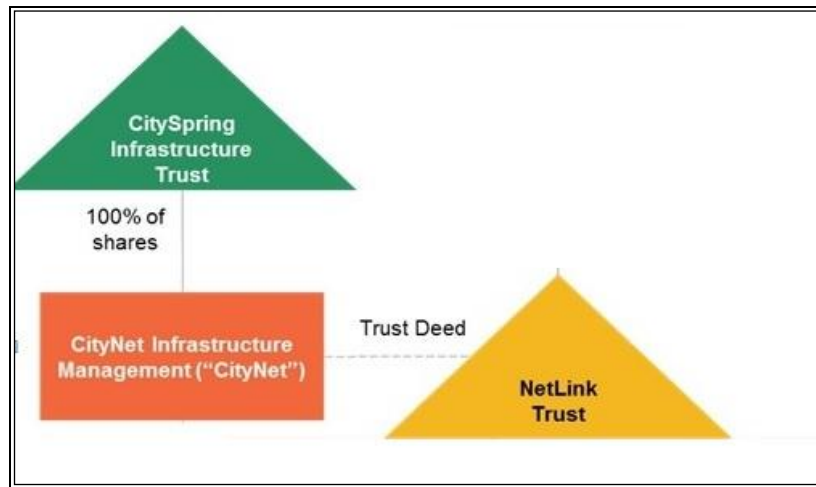 CitySpring
Infrastructure
Trust
100% of
shares
CityNet Infrastructure
Management (“CityNet”)
Trust Deed
NetLink
Trust